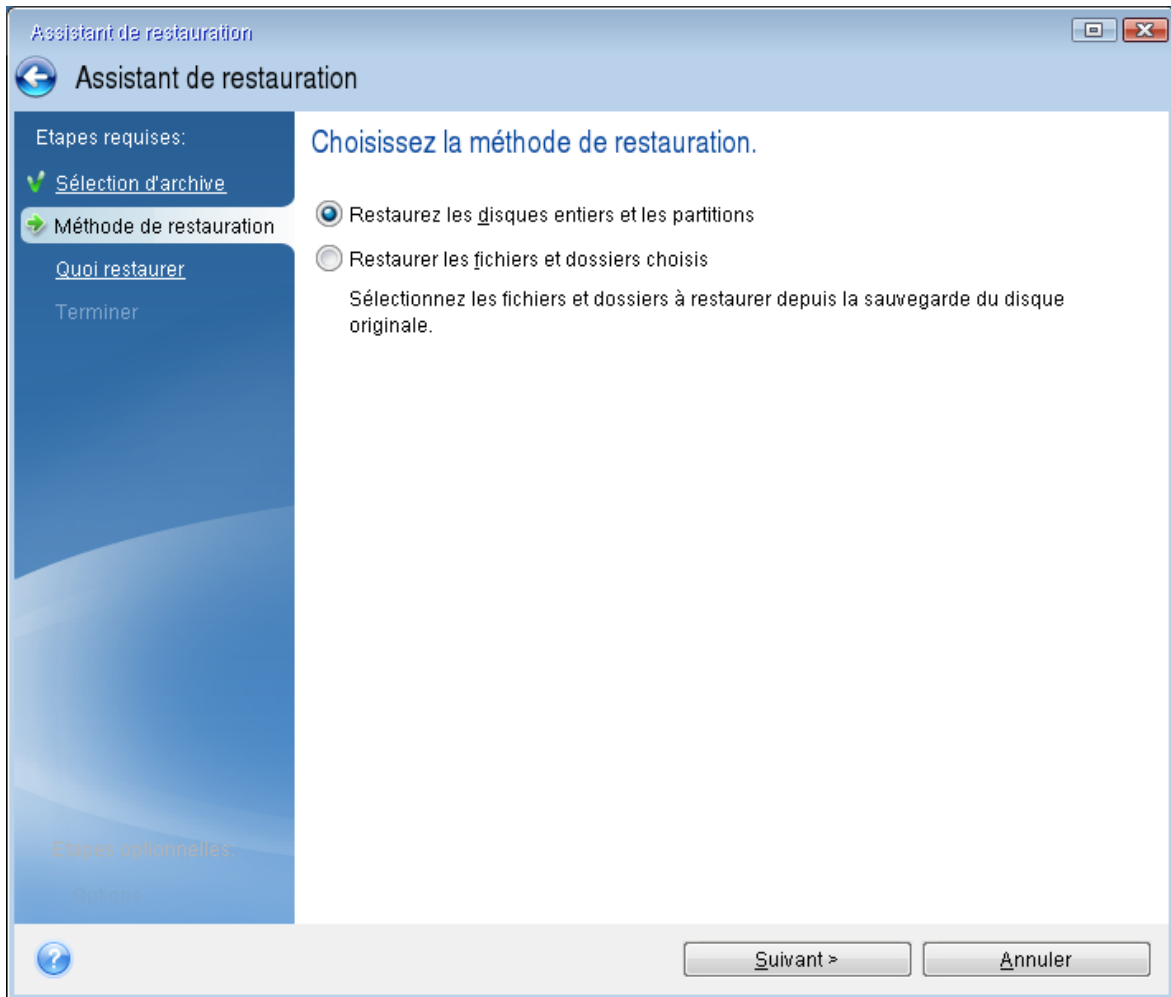 Assistant de restauration
Assistant de restauration
Etapes requises:
Sélection d'archive
Méthode de restauration
Quoi restaurer
Terminer
Etapes optionnelles:
Options
Choisissez la méthode de restauration.
Restaurez les disques entiers et les partitions
Restaurer les fichiers et dossiers choisis
Sélectionnez les fichiers et dossiers à restaurer depuis la sauvegarde du disque
originale.
?
Suivant >
Annuler